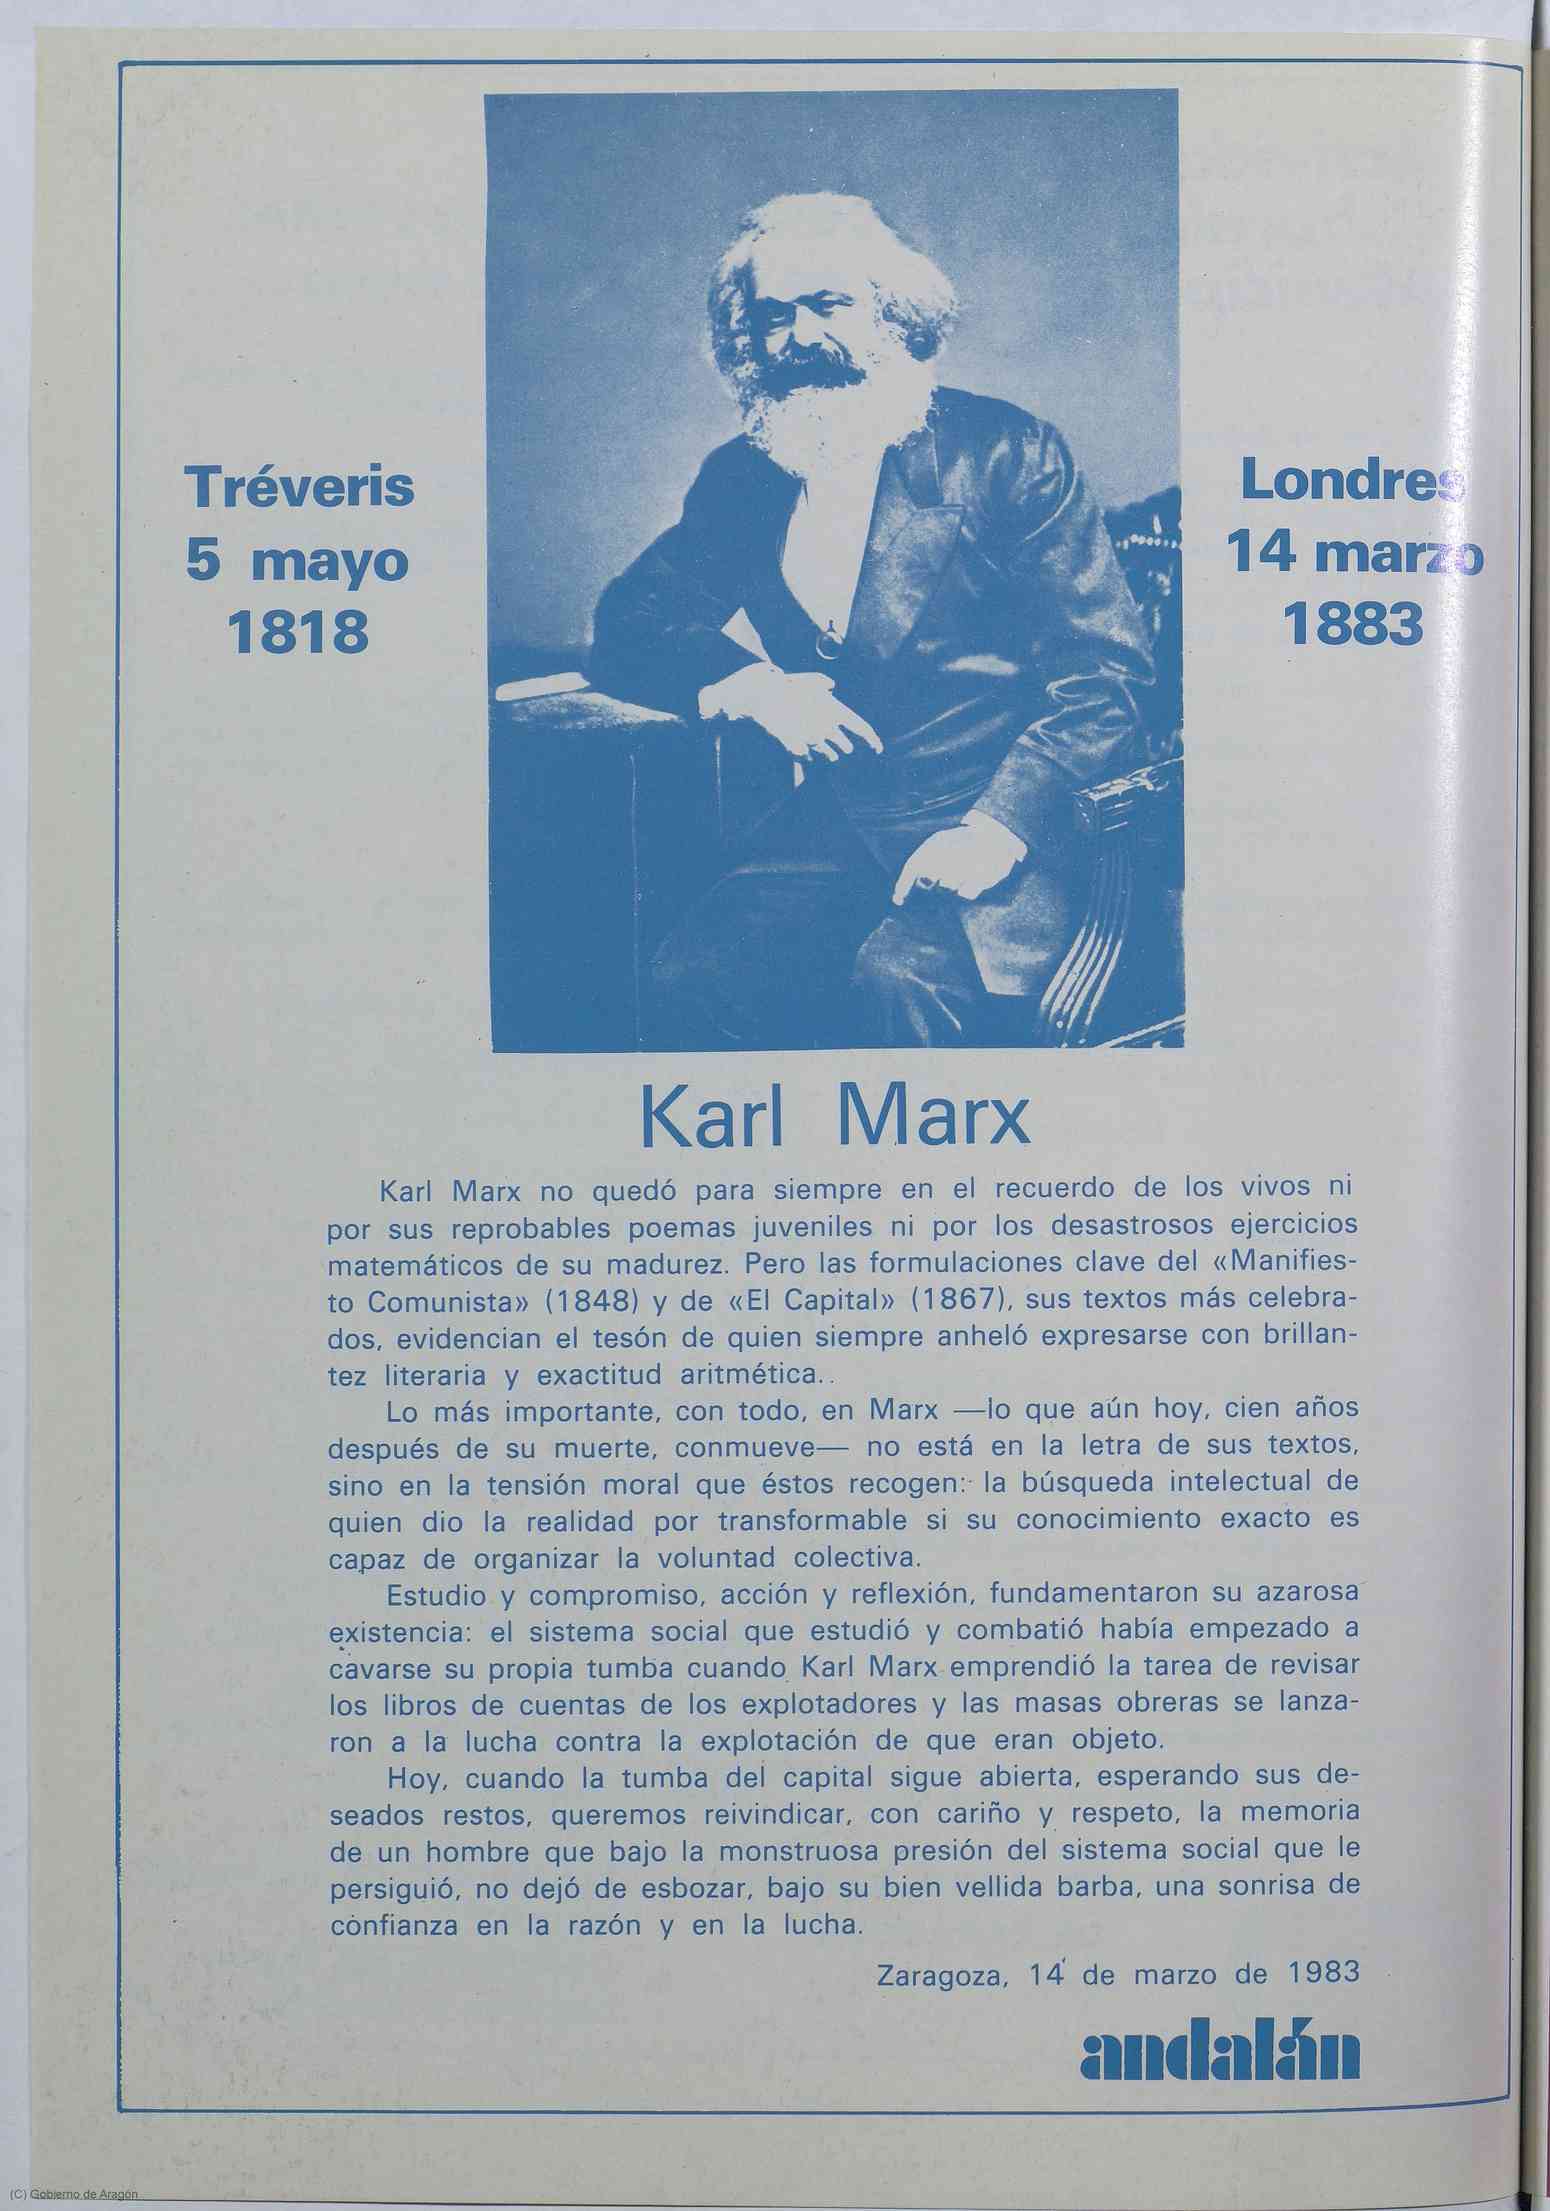 Tréveris
5 mayo
1818
Londres
14 marzo
1883
Karl Marx
Karl Marx no quedó para siempre en el recuerdo de los vivos ni
por sus reprobables poemas juveniles ni por los desastrosos ejercicios
matemáticos de su madurez. Pero las formulaciones clave del «Manifies-
to Comunista» (1848) y de «El Capital» (1867), sus textos más celebra-
dos, evidencian el tesón de quien siempre anheló expresarse con brillan-
tez literaria y exactitud aritmética..
Lo más importante, con todo, en Marx —lo que aún hoy, cien años
después de su muerte, conmueve— no está en la letra de sus textos,
sino en la tensión moral que éstos recogen: la búsqueda intelectual de
quien dio la realidad por transformable si su conocimiento exacto es
capaz de organizar la voluntad colectiva.
Estudio y compromiso, acción y reflexión, fundamentaron su azarosa
existencia: el sistema social que estudió y combatió había empezado a
cavarse su propia tumba cuando Karl Marx emprendió la tarea de revisar
los libros de cuentas de los explotadores y las masas obreras se lanza-
ron a la lucha contra la explotación de que eran objeto.
Hoy, cuando la tumba del capital sigue abierta, esperando sus de-
seados restos, queremos reivindicar, con cariño y respeto, la memoria
de un hombre que bajo la monstruosa presión del sistema social que le
persiguió, no dejó de esbozar, bajo su bien vellida barba, una sonrisa de
confianza en la razón y en la lucha.
Zaragoza, 14 de marzo de 1983
andalán
(C) Gobierno de Aragón